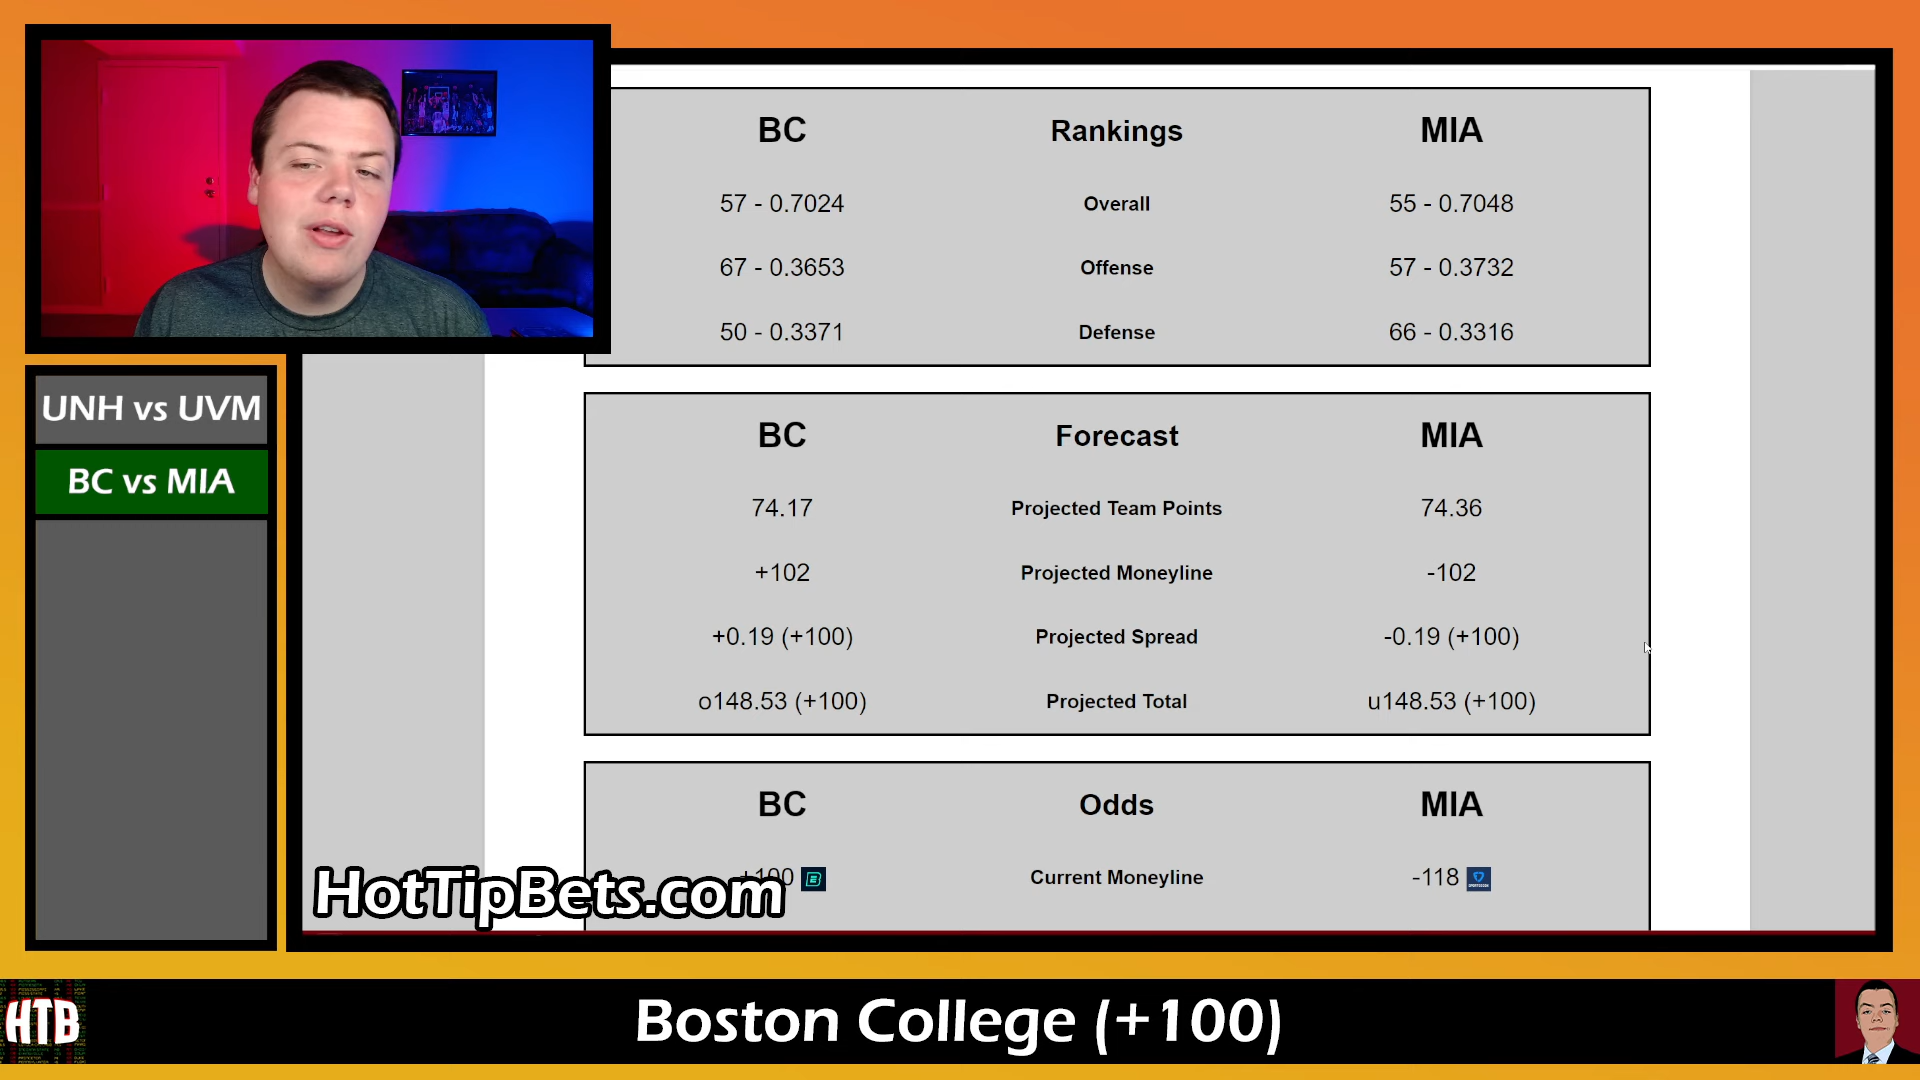 BC Rankings MIA
57 - 0.7024 Overall 55 - 0.7048
67 - 0.3653 Offense 57 - 0.3732
50 - 0.3371 Defense 66 - 0.3316
UNH vs UVM
BC vs MIA
BC Forecast MIA
74.17 Projected Team Points 74.36
+102 Projected Moneyline -102
+0.19 (+100) Projected Spread -0.19 (+100)
o148.53 (+100) Projected Total u148.53 (+100)
BC Odds MIA
+100 Current Moneyline -118
HotTipBets.com
HTB
Boston College (+100)